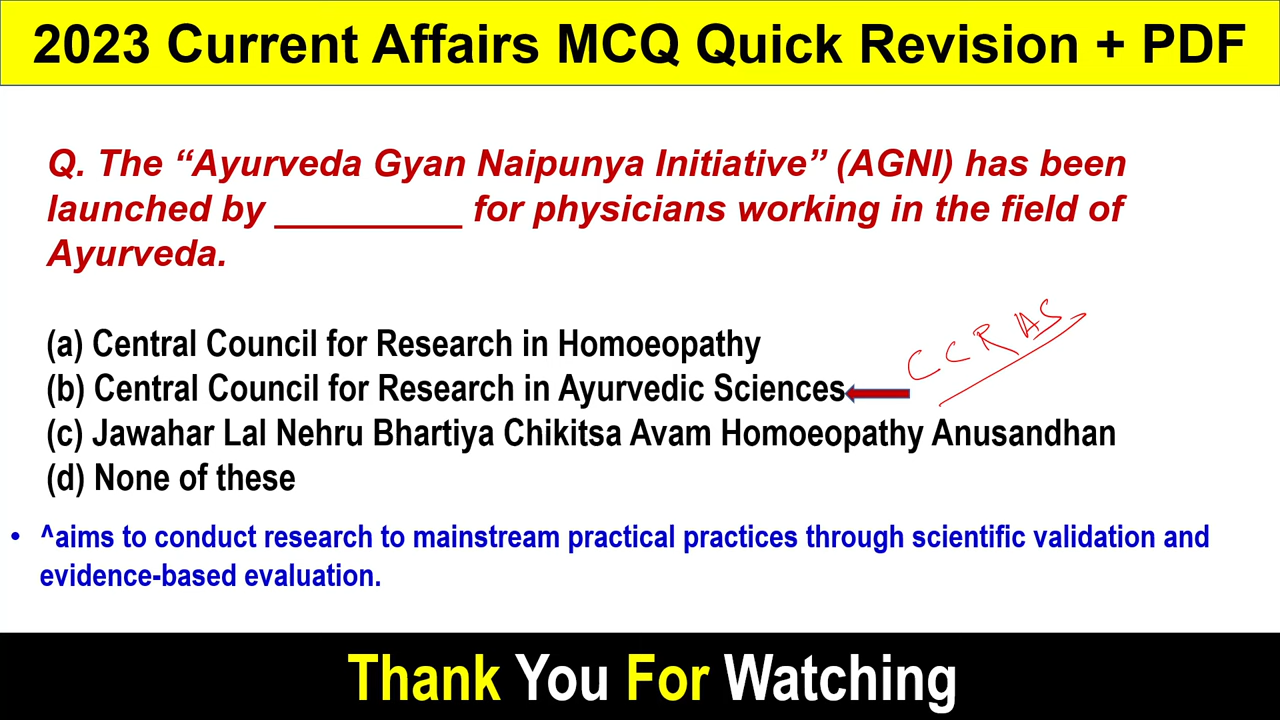 2023 Current Affairs MCQ Quick Revision + PDF
Q. The “Ayurveda Gyan Naipunya Initiative” (AGNI) has been
launched by _________ for physicians working in the field of
Ayurveda.
(a) Central Council for Research in Homoeopathy
(b) Central Council for Research in Ayurvedic Sciences
CCRAS
(c) Jawahar Lal Nehru Bhartiya Chikitsa Avam Homoeopathy Anusandhan
(d) None of these
• ^aims to conduct research to mainstream practical practices through scientific validation and
evidence-based evaluation.
Thank You For Watching